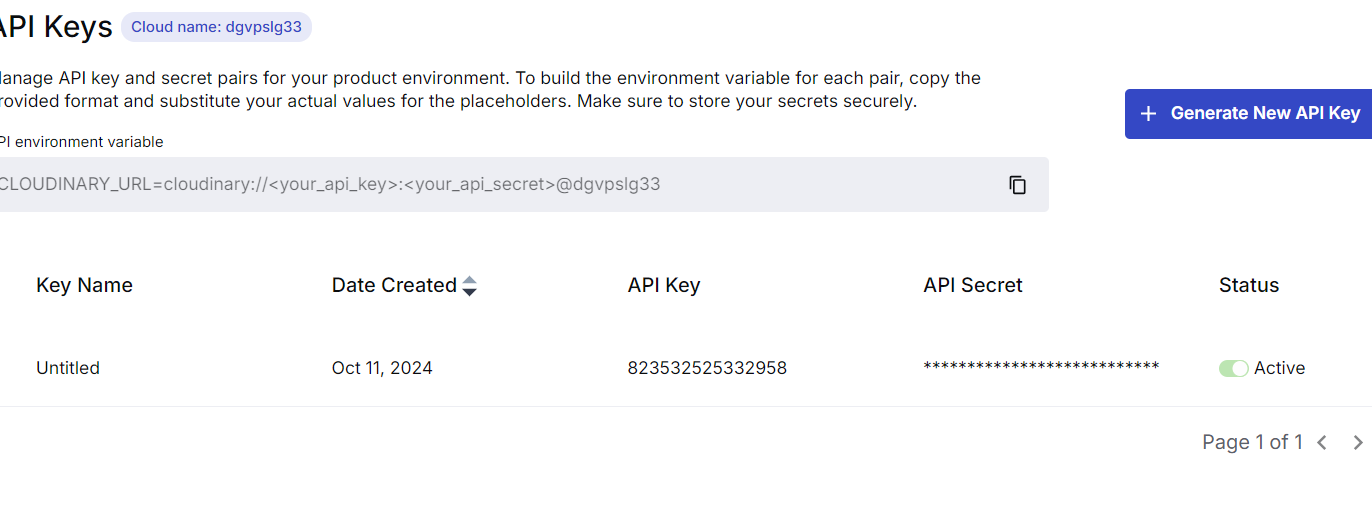 API Keys Cloud name: dgvpslg33
anage API key and secret pairs for your product environment. To build the environment variable for each pair, copy the
rovided format and substitute your actual values for the placeholders. Make sure to store your secrets securely.
+ Generate New API Key
PI environment variable
CLOUDINARY_URL=cloudinary://<your_api_key>:<your_api_secret>@dgvpslg33
Key Name Date Created API Key API Secret Status
Untitled Oct 11, 2024 823532525332958 *************************** Active
Page 1 of 1